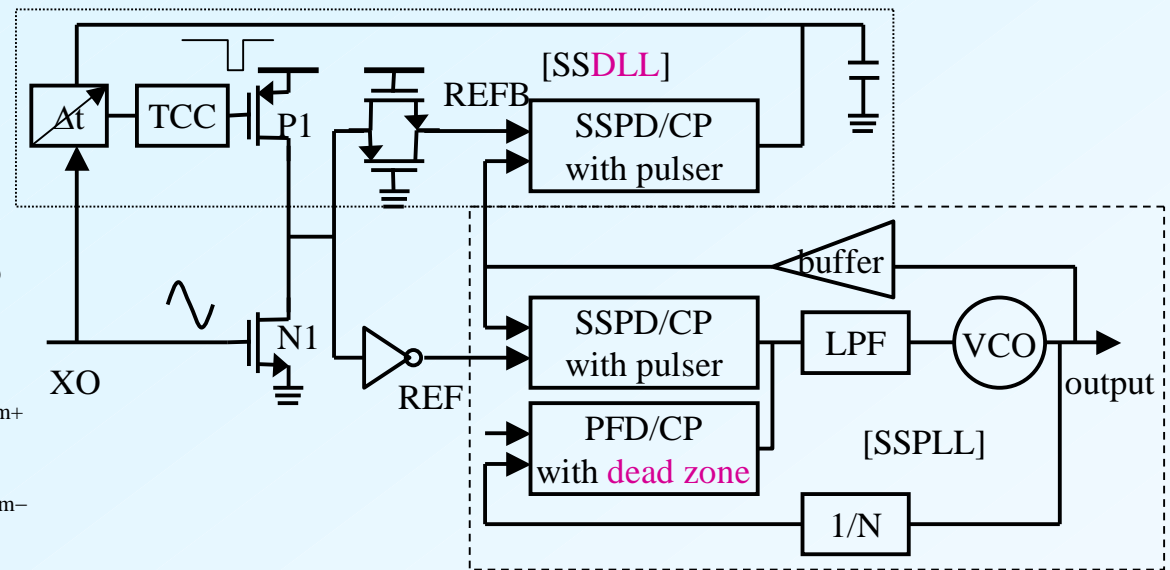 [SSDLL]
REFB
Δt
TCC
P1
SSPD/CP
with pulser
buffer
N1
SSPD/CP
with pulser
LPF
VCO
XO
REF
output
m+
PFD/CP
with dead zone
[SSPLL]
m−
1/N